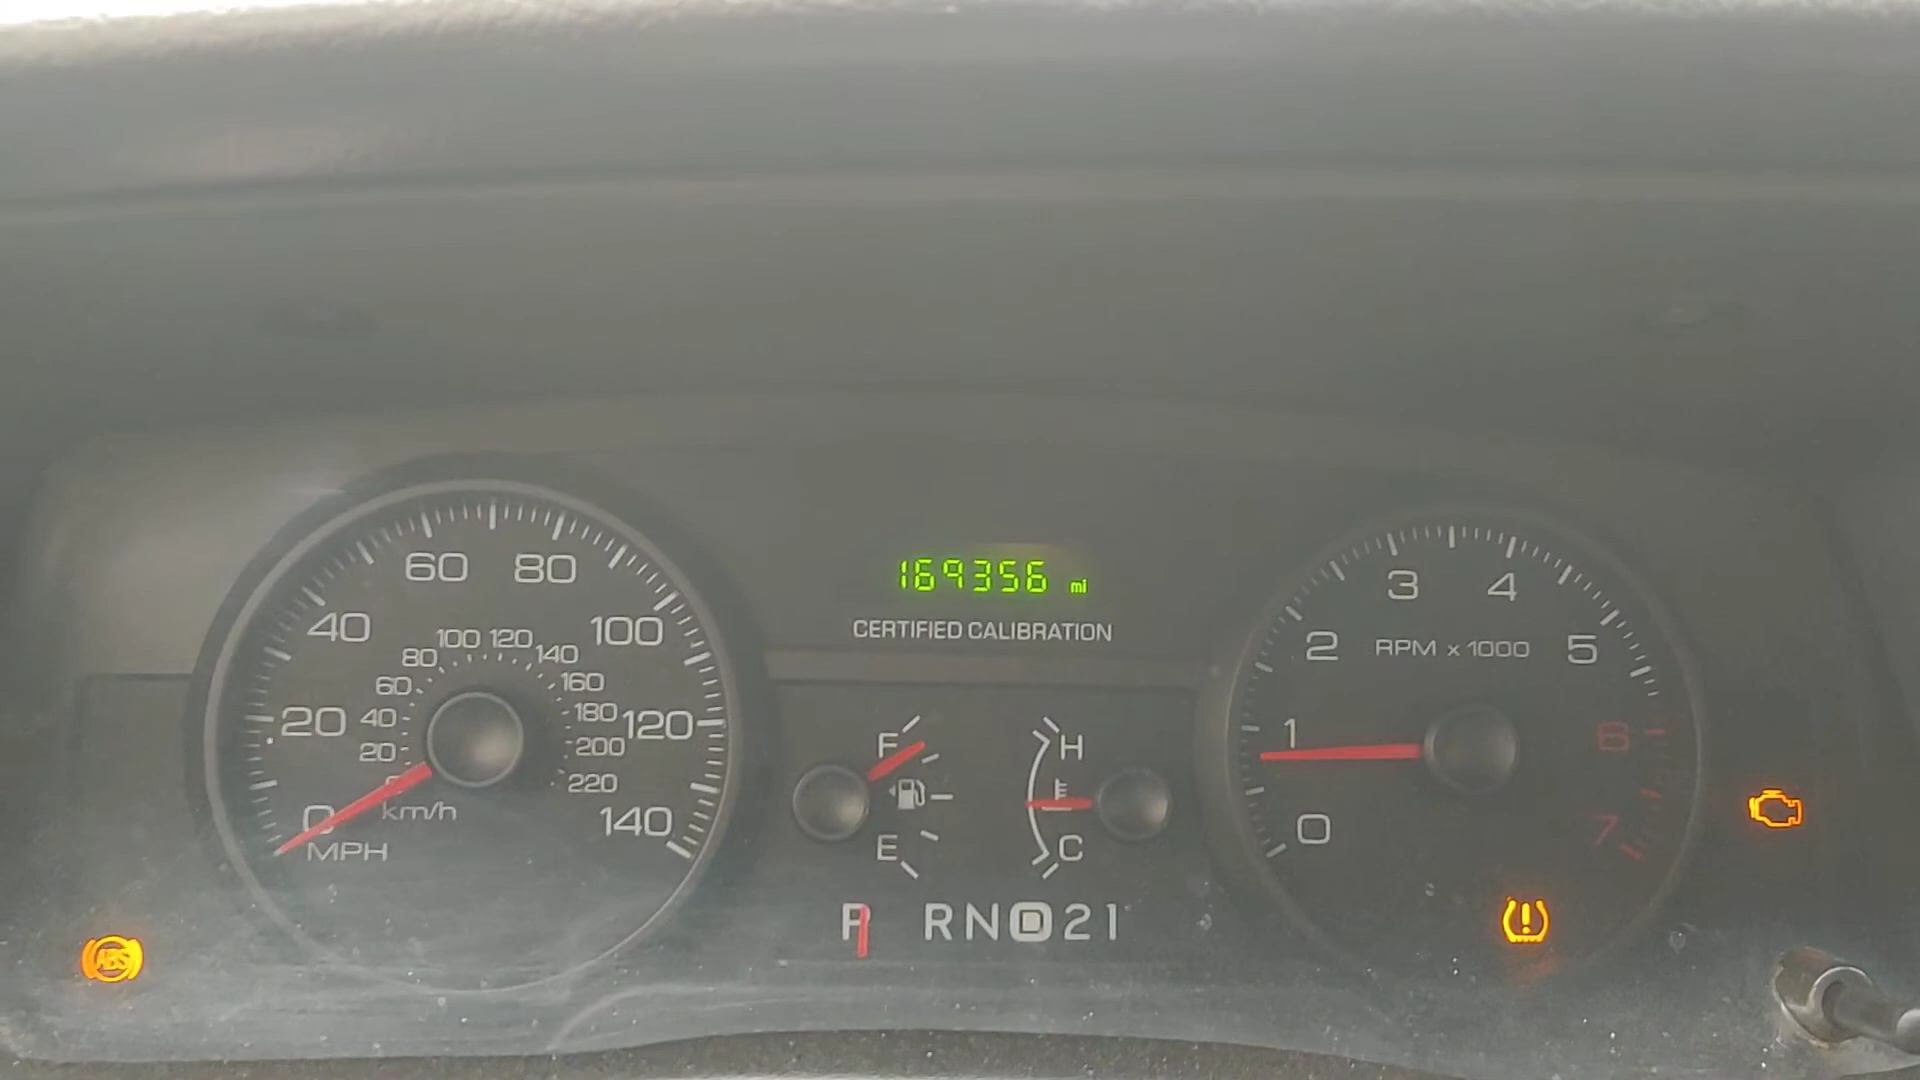 169356 mi
CERTIFIED CALIBRATION
0 20 40 60 80 100 120 140
MPH
0 20 40 60 80 100 120 140 160 180 200 220
km/h
F
E
H
C
0 1 2 3 4 5 6 7
RPM x 1000
P R N D 2 1
ABS